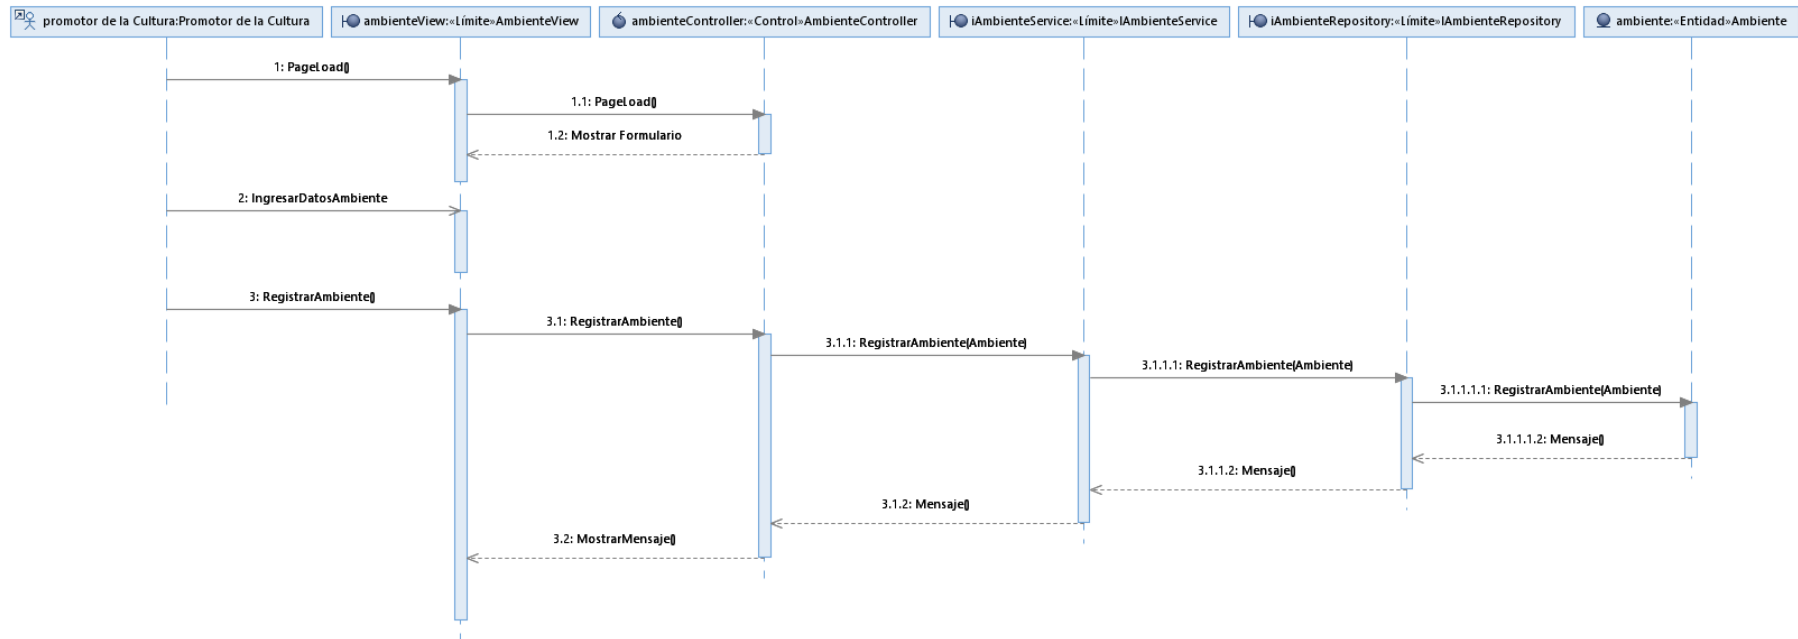 promotor de la Cultura:Promotor de la Cultura
ambienteView:«Límite»AmbienteView
ambienteController:«Control»AmbienteController
iAmbienteService:«Límite»IAmbienteService
iAmbienteRepository:«Límite»IAmbienteRepository
ambiente:«Entidad»Ambiente
1: PageLoad()
1.1: PageLoad()
1.2: Mostrar Formulario
2: IngresarDatosAmbiente
3: RegistrarAmbiente()
3.1: RegistrarAmbiente()
3.1.1: RegistrarAmbiente(Ambiente)
3.1.1.1: RegistrarAmbiente(Ambiente)
3.1.1.1.1: RegistrarAmbiente(Ambiente)
3.1.1.1.2: Mensaje()
3.1.1.2: Mensaje()
3.1.2: Mensaje()
3.2: MostrarMensaje()